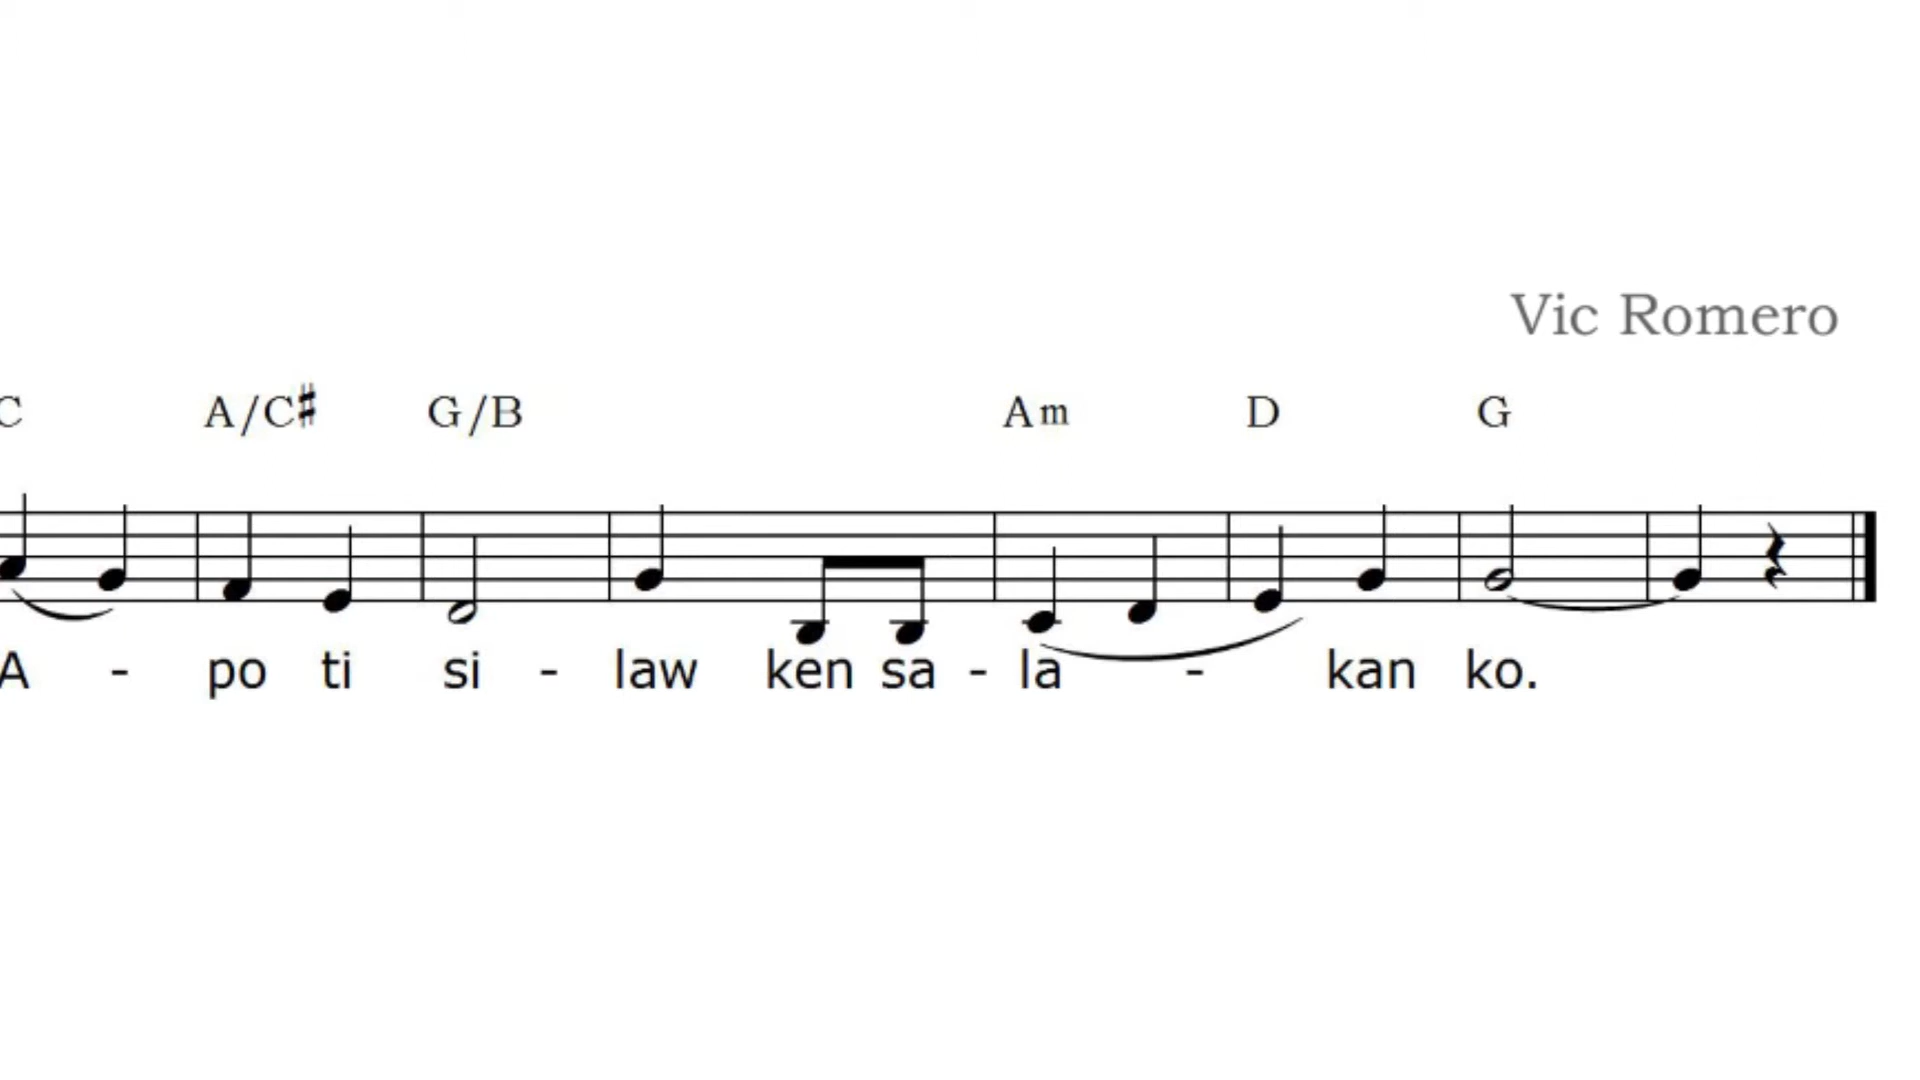 Vic Romero
C A/C♯ G/B Am D G
A - po ti si - law ken sa - la - kan ko.